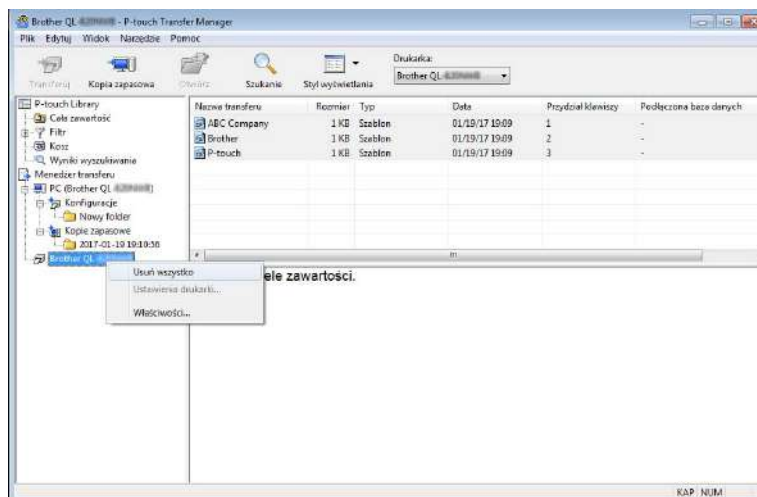 Brother QL - P-touch Transfer Manager
Plik Edytuj Widok Narzędzie Pomoc
Transferuj Kopia zapasowa Otwórz Szukanie Styl wyświetlania
Drukarka:
Brother QL
P-touch Library
Cała zawartość
Filtr
Kosz
Wyniki wyszukiwania
Menedżer transferu
PC (Brother QL
Konfiguracje
Nowy folder
Kopie zapasowe
2017-01-19 19:10:36
Brother QL
Nazwa transferu Rozmiar Typ Data Przydział klawiszy Podłączona baza danych
ABC Company 1 KB Szablon 01/19/17 19:09 1 -
Brother 1 KB Szablon 01/19/17 19:09 2 -
P-touch 1 KB Szablon 01/19/17 19:09 3 -
Usuń wszystko
Ustawienia drukarki...
Właściwości...
ele zawartości.
KAP NUM